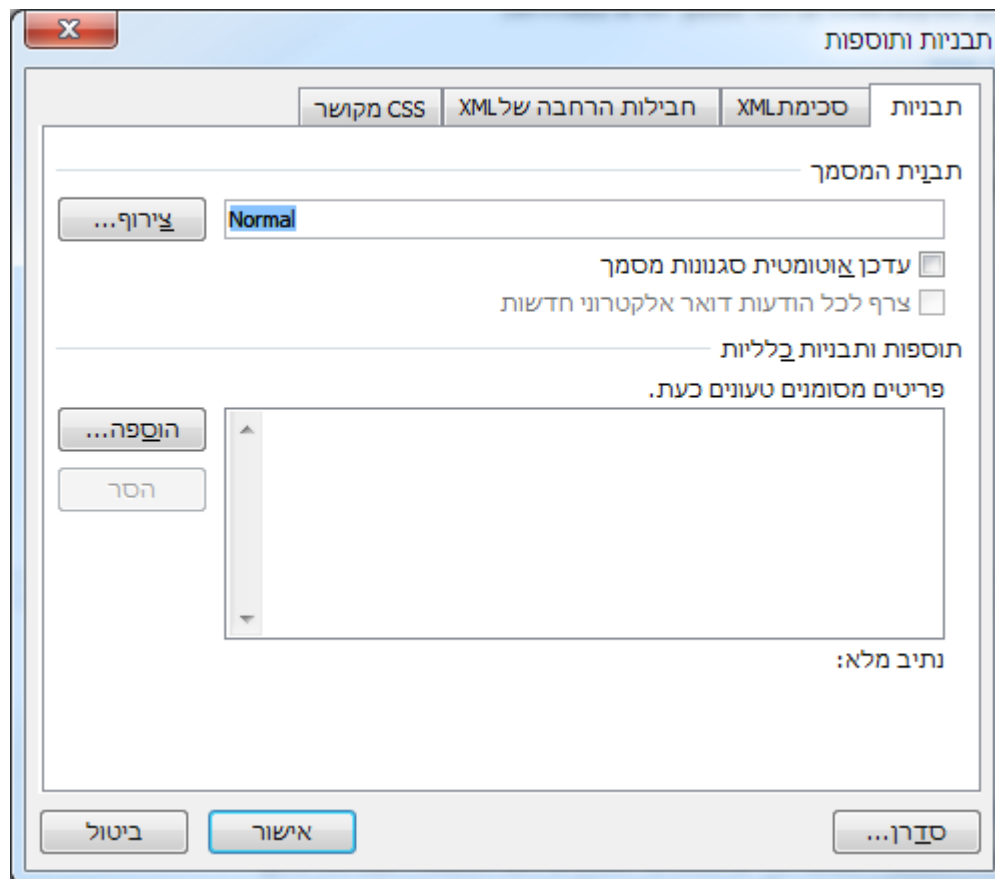 תבניות ותוספות
תבניות
סכימתXML
חבילות הרחבה שלXML
CSS מקושר
תבנית המסמך
Normal
צירוף...
עדכן אוטומטית סגנונות מסמך
צרף לכל הודעות דואר אלקטרוני חדשות
תוספות ותבניות כלליות
פריטים מסומנים טעונים כעת.
הוספה...
הסר
נתיב מלא:
סדרן...
אישור
ביטול